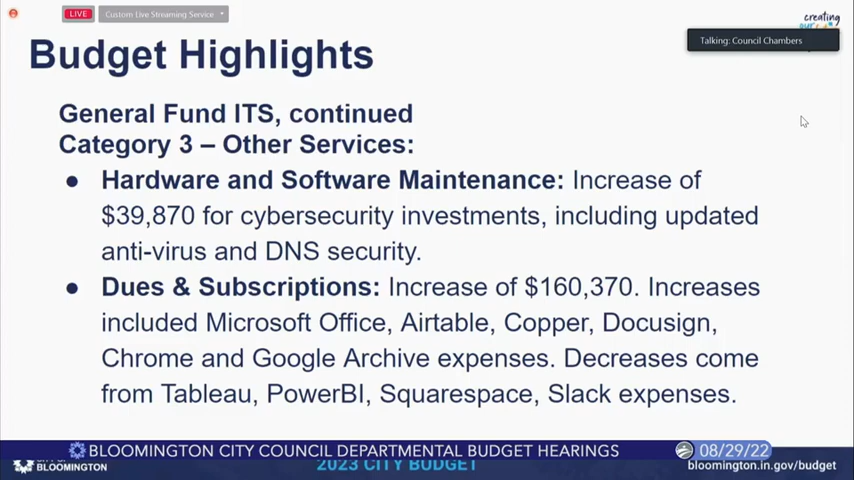 LIVE
Custom Live Streaming Service
creating
Talking: Council Chambers
Budget Highlights
General Fund ITS, continued
Category 3 – Other Services:
● Hardware and Software Maintenance: Increase of
$39,870 for cybersecurity investments, including updated
anti-virus and DNS security.
● Dues & Subscriptions: Increase of $160,370. Increases
included Microsoft Office, Airtable, Copper, Docusign,
Chrome and Google Archive expenses. Decreases come
from Tableau, PowerBI, Squarespace, Slack expenses.
BLOOMINGTON CITY COUNCIL DEPARTMENTAL BUDGET HEARINGS
08/29/22
BLOOMINGTON
2023 CITY BUDGET
bloomington.in.gov/budget